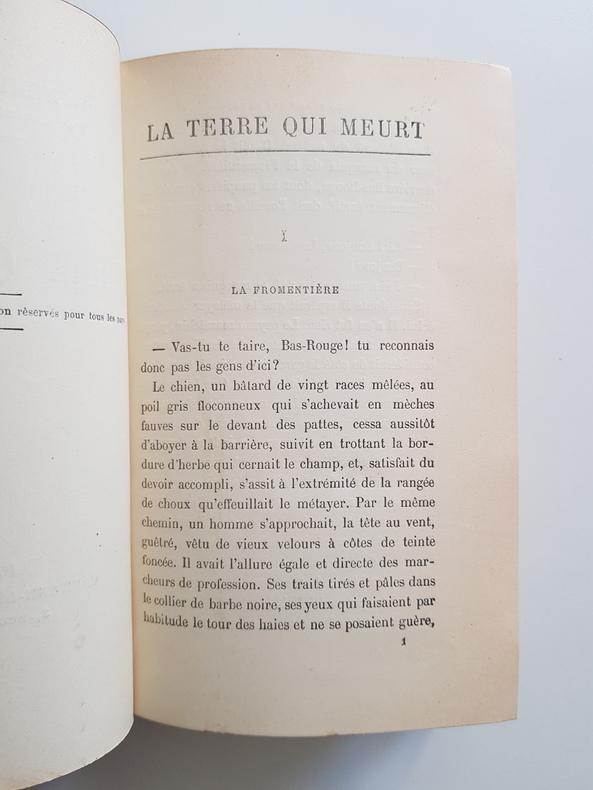 on réservés pour tous les pays
LA TERRE QUI MEURT
I
LA FROMENTIÈRE
— Vas-tu te taire, Bas-Rouge! tu reconnais
donc pas les gens d'ici?
Le chien, un bâtard de vingt races mêlées, au
poil gris floconneux qui s'achevait en mèches
fauves sur le devant des pattes, cessa aussitôt
d'aboyer à la barrière, suivit en trottant la bor-
dure d'herbe qui cernait le champ, et, satisfait du
devoir accompli, s'assit à l'extrémité de la rangée
de choux qu'effeuillait le métayer. Par le même
chemin, un homme s'approchait, la tête au vent,
guêtré, vêtu de vieux velours à côtes de teinte
foncée. Il avait l'allure égale et directe des mar-
cheurs de profession. Ses traits tirés et pâles dans
le collier de barbe noire, ses yeux qui faisaient par
habitude le tour des haies et ne se posaient guère,
1